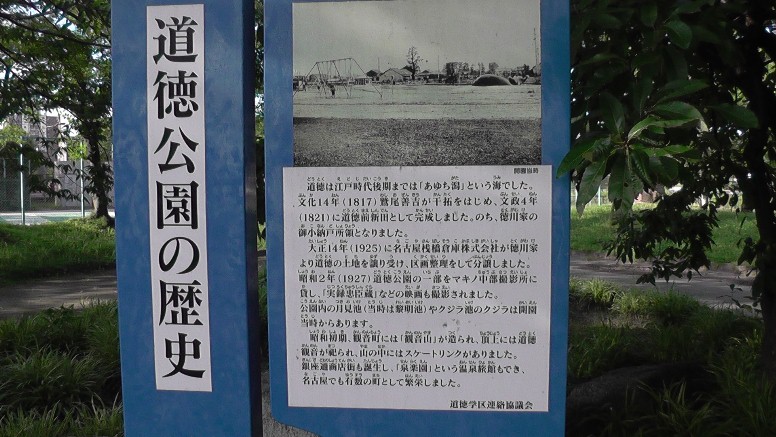 道徳公園の歴史
開園当時
道徳は江戸時代後期までは「あゆち潟」という海でした。
文化14年(1817)鷲尾善吉が干拓をはじめ、文政4年
(1821)に道徳前新田として完成しました。のち、徳川家の
御小納戸所領となりました。
大正14年(1925)に名古屋桟橋倉庫株式会社が徳川家
より道徳の土地を譲り受け、区画整理をして分譲しました。
昭和2年(1927)道徳公園の一部をマキノ中部撮影所に
貸し、「実録忠臣蔵」などの映画も撮影されました。
公園内の月見池(当時は黎明池)やクジラ池のクジラは開園
当時からあります。
昭和初期、観音町には「観音山」が造られ、頂上には道徳
観音が祀られ、山の中にはスケートリンクがありました。
銀座通商店街も誕生し、「泉楽園」という温泉旅館もでき、
名古屋でも有数の町として繁栄しました。
道徳学区連絡協議会